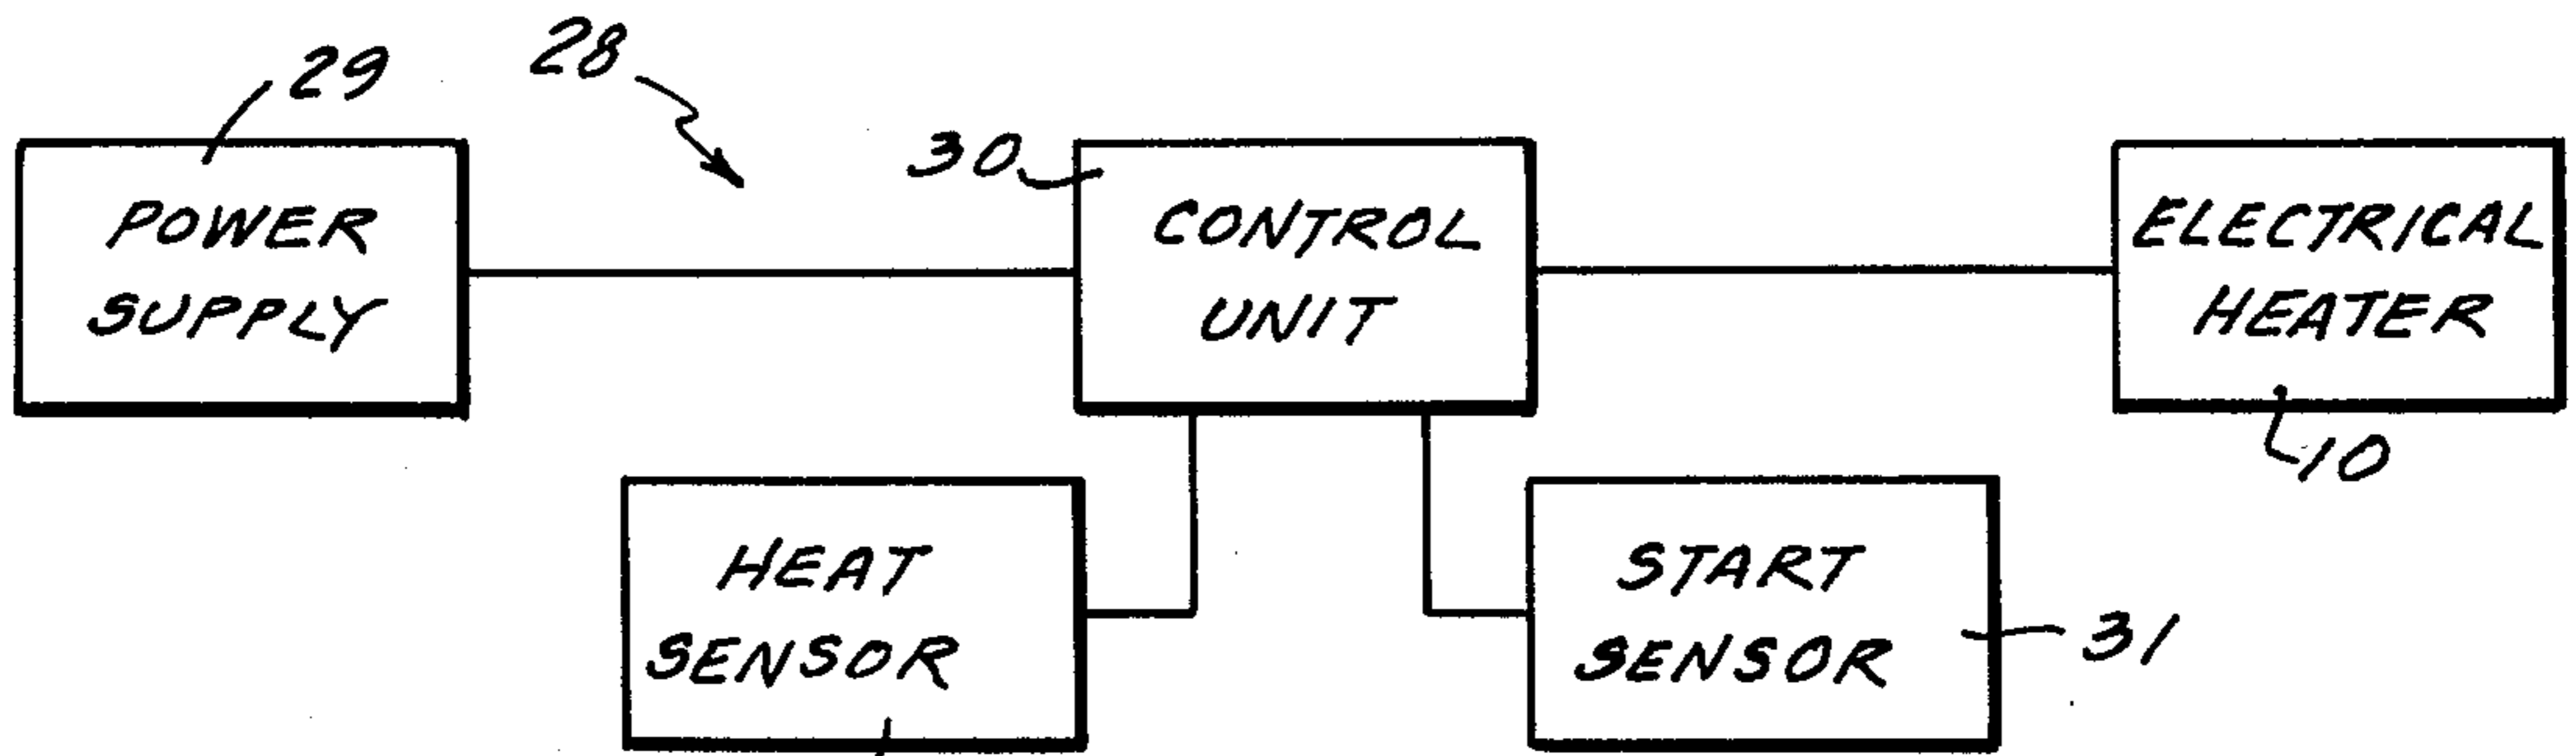 29
28
30
POWER
SUPPLY
CONTROL
UNIT
ELECTRICAL
HEATER
10
HEAT
SENSOR
START
SENSOR
31